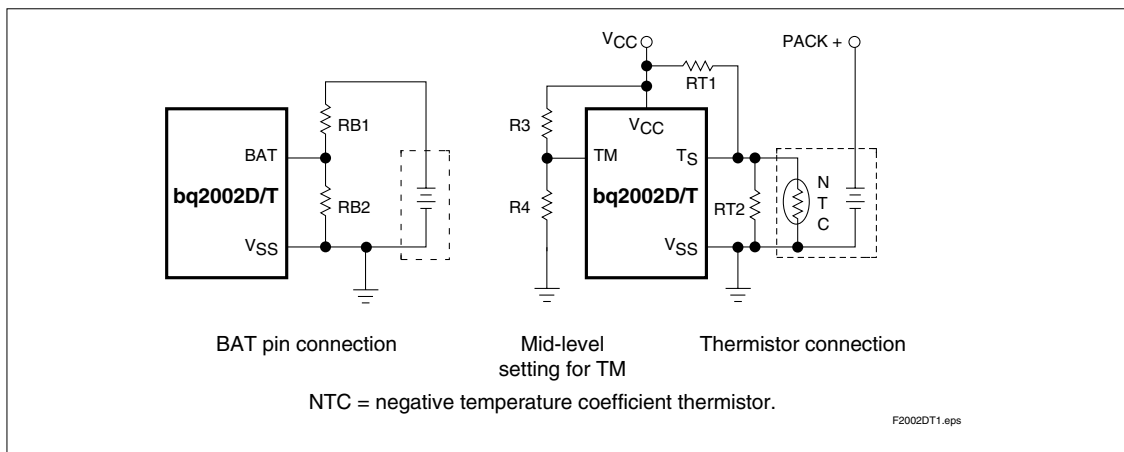 RB1
BAT
bq2002D/T
RB2
VSS
BAT pin connection
VCC
PACK +
RT1
R3
VCC
TM
TS
bq2002D/T
R4
RT2
N
T
C
VSS
Mid-level
setting for TM
Thermistor connection
NTC = negative temperature coefficient thermistor.
F2002DT1.eps